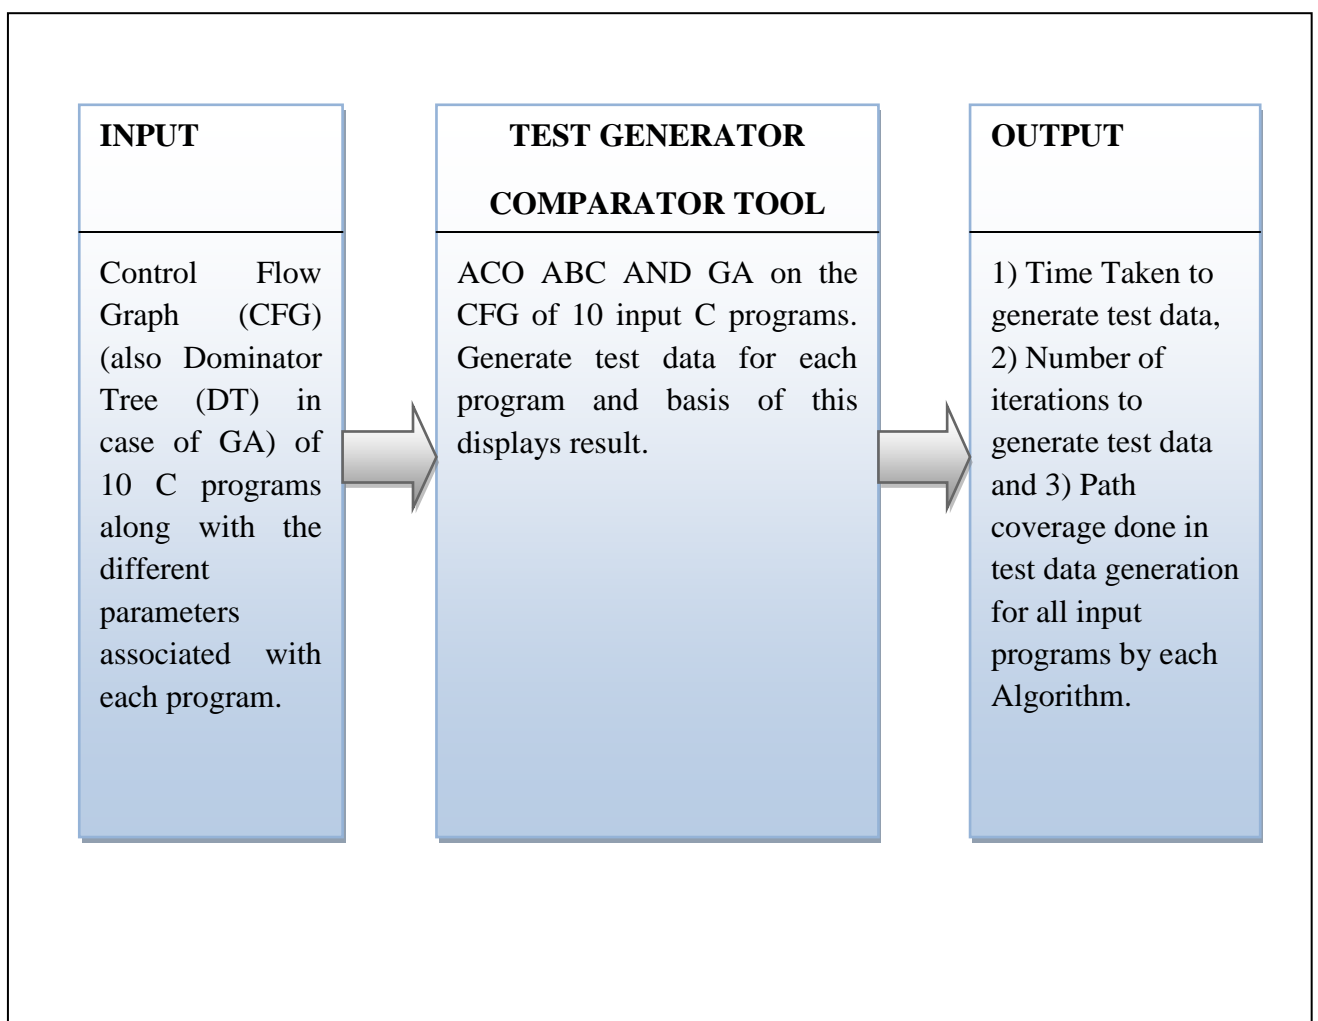 INPUT
Control Flow
Graph (CFG)
(also Dominator
Tree (DT) in
case of GA) of
10 C programs
along with the
different
parameters
associated with
each program.
TEST GENERATOR
COMPARATOR TOOL
ACO ABC AND GA on the
CFG of 10 input C programs.
Generate test data for each
program and basis of this
displays result.
OUTPUT
1) Time Taken to
generate test data,
2) Number of
iterations to
generate test data
and 3) Path
coverage done in
test data generation
for all input
programs by each
Algorithm.